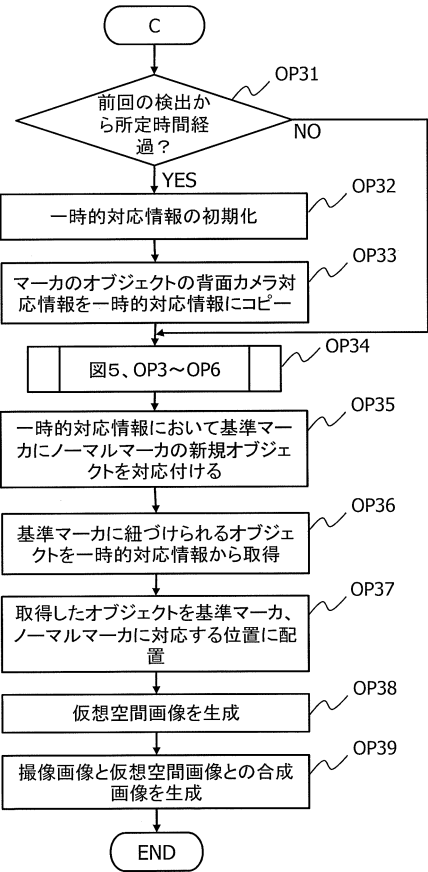 C
OP31
前回の検出か
ら所定時間経
過？
NO
YES
OP32
一時的対応情報の初期化
OP33
マーカのオブジェクトの背面カメラ対
応情報を一時的対応情報にコピー
OP34
図５、OP3～OP6
OP35
一時的対応情報において基準マー
カにノーマルマーカの新規オブジェ
クトを対応付ける
OP36
基準マーカに紐づけられるオブジェ
クトを一時的対応情報から取得
OP37
取得したオブジェクトを基準マーカ、
ノーマルマーカに対応する位置に配
置
OP38
仮想空間画像を生成
OP39
撮像画像と仮想空間画像との合成
画像を生成
END